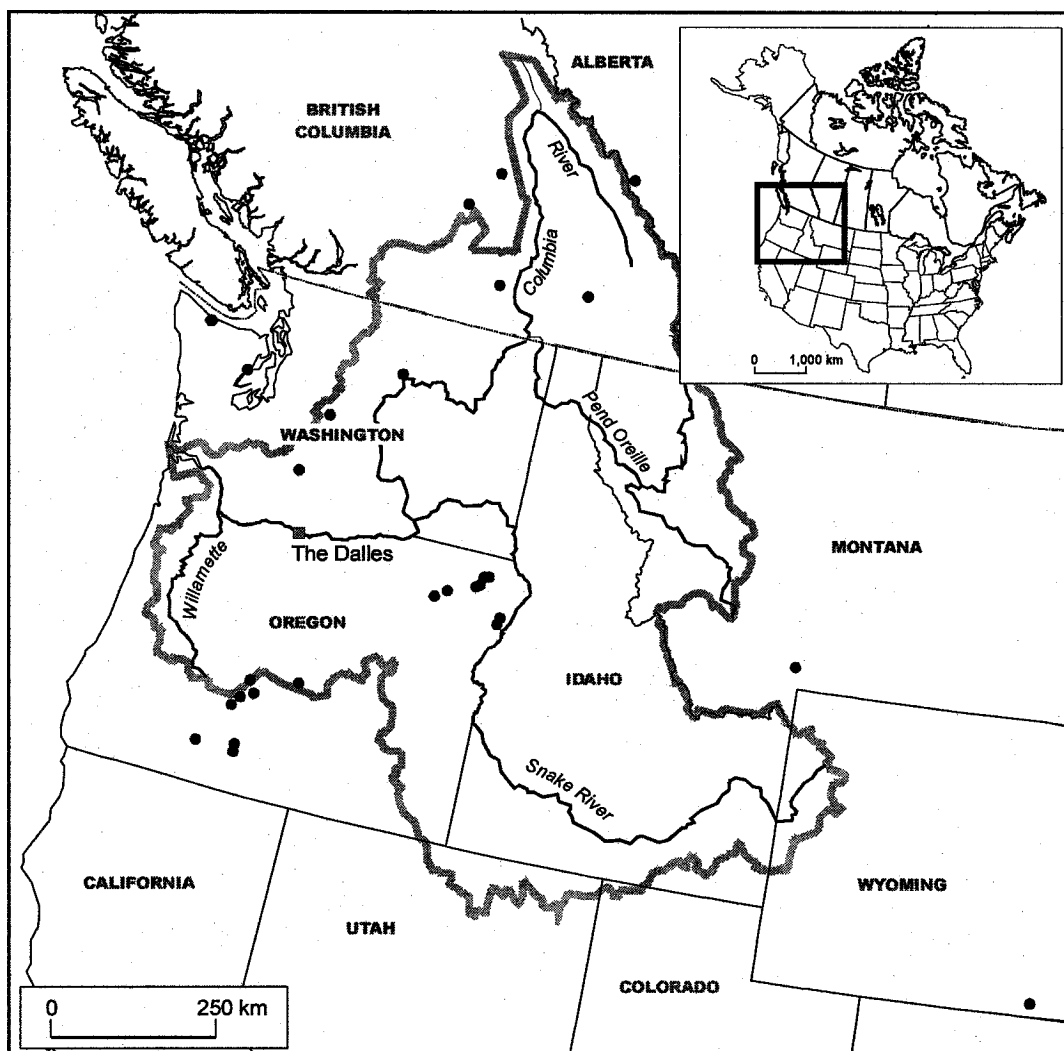 ALBERTA
BRITISH
COLUMBIA
River
Columbia
0 1,000 km
WASHINGTON
Pend Oreille
The Dalles
MONTANA
Willamette
OREGON
IDAHO
Snake River
CALIFORNIA
WYOMING
UTAH
COLORADO
0 250 km